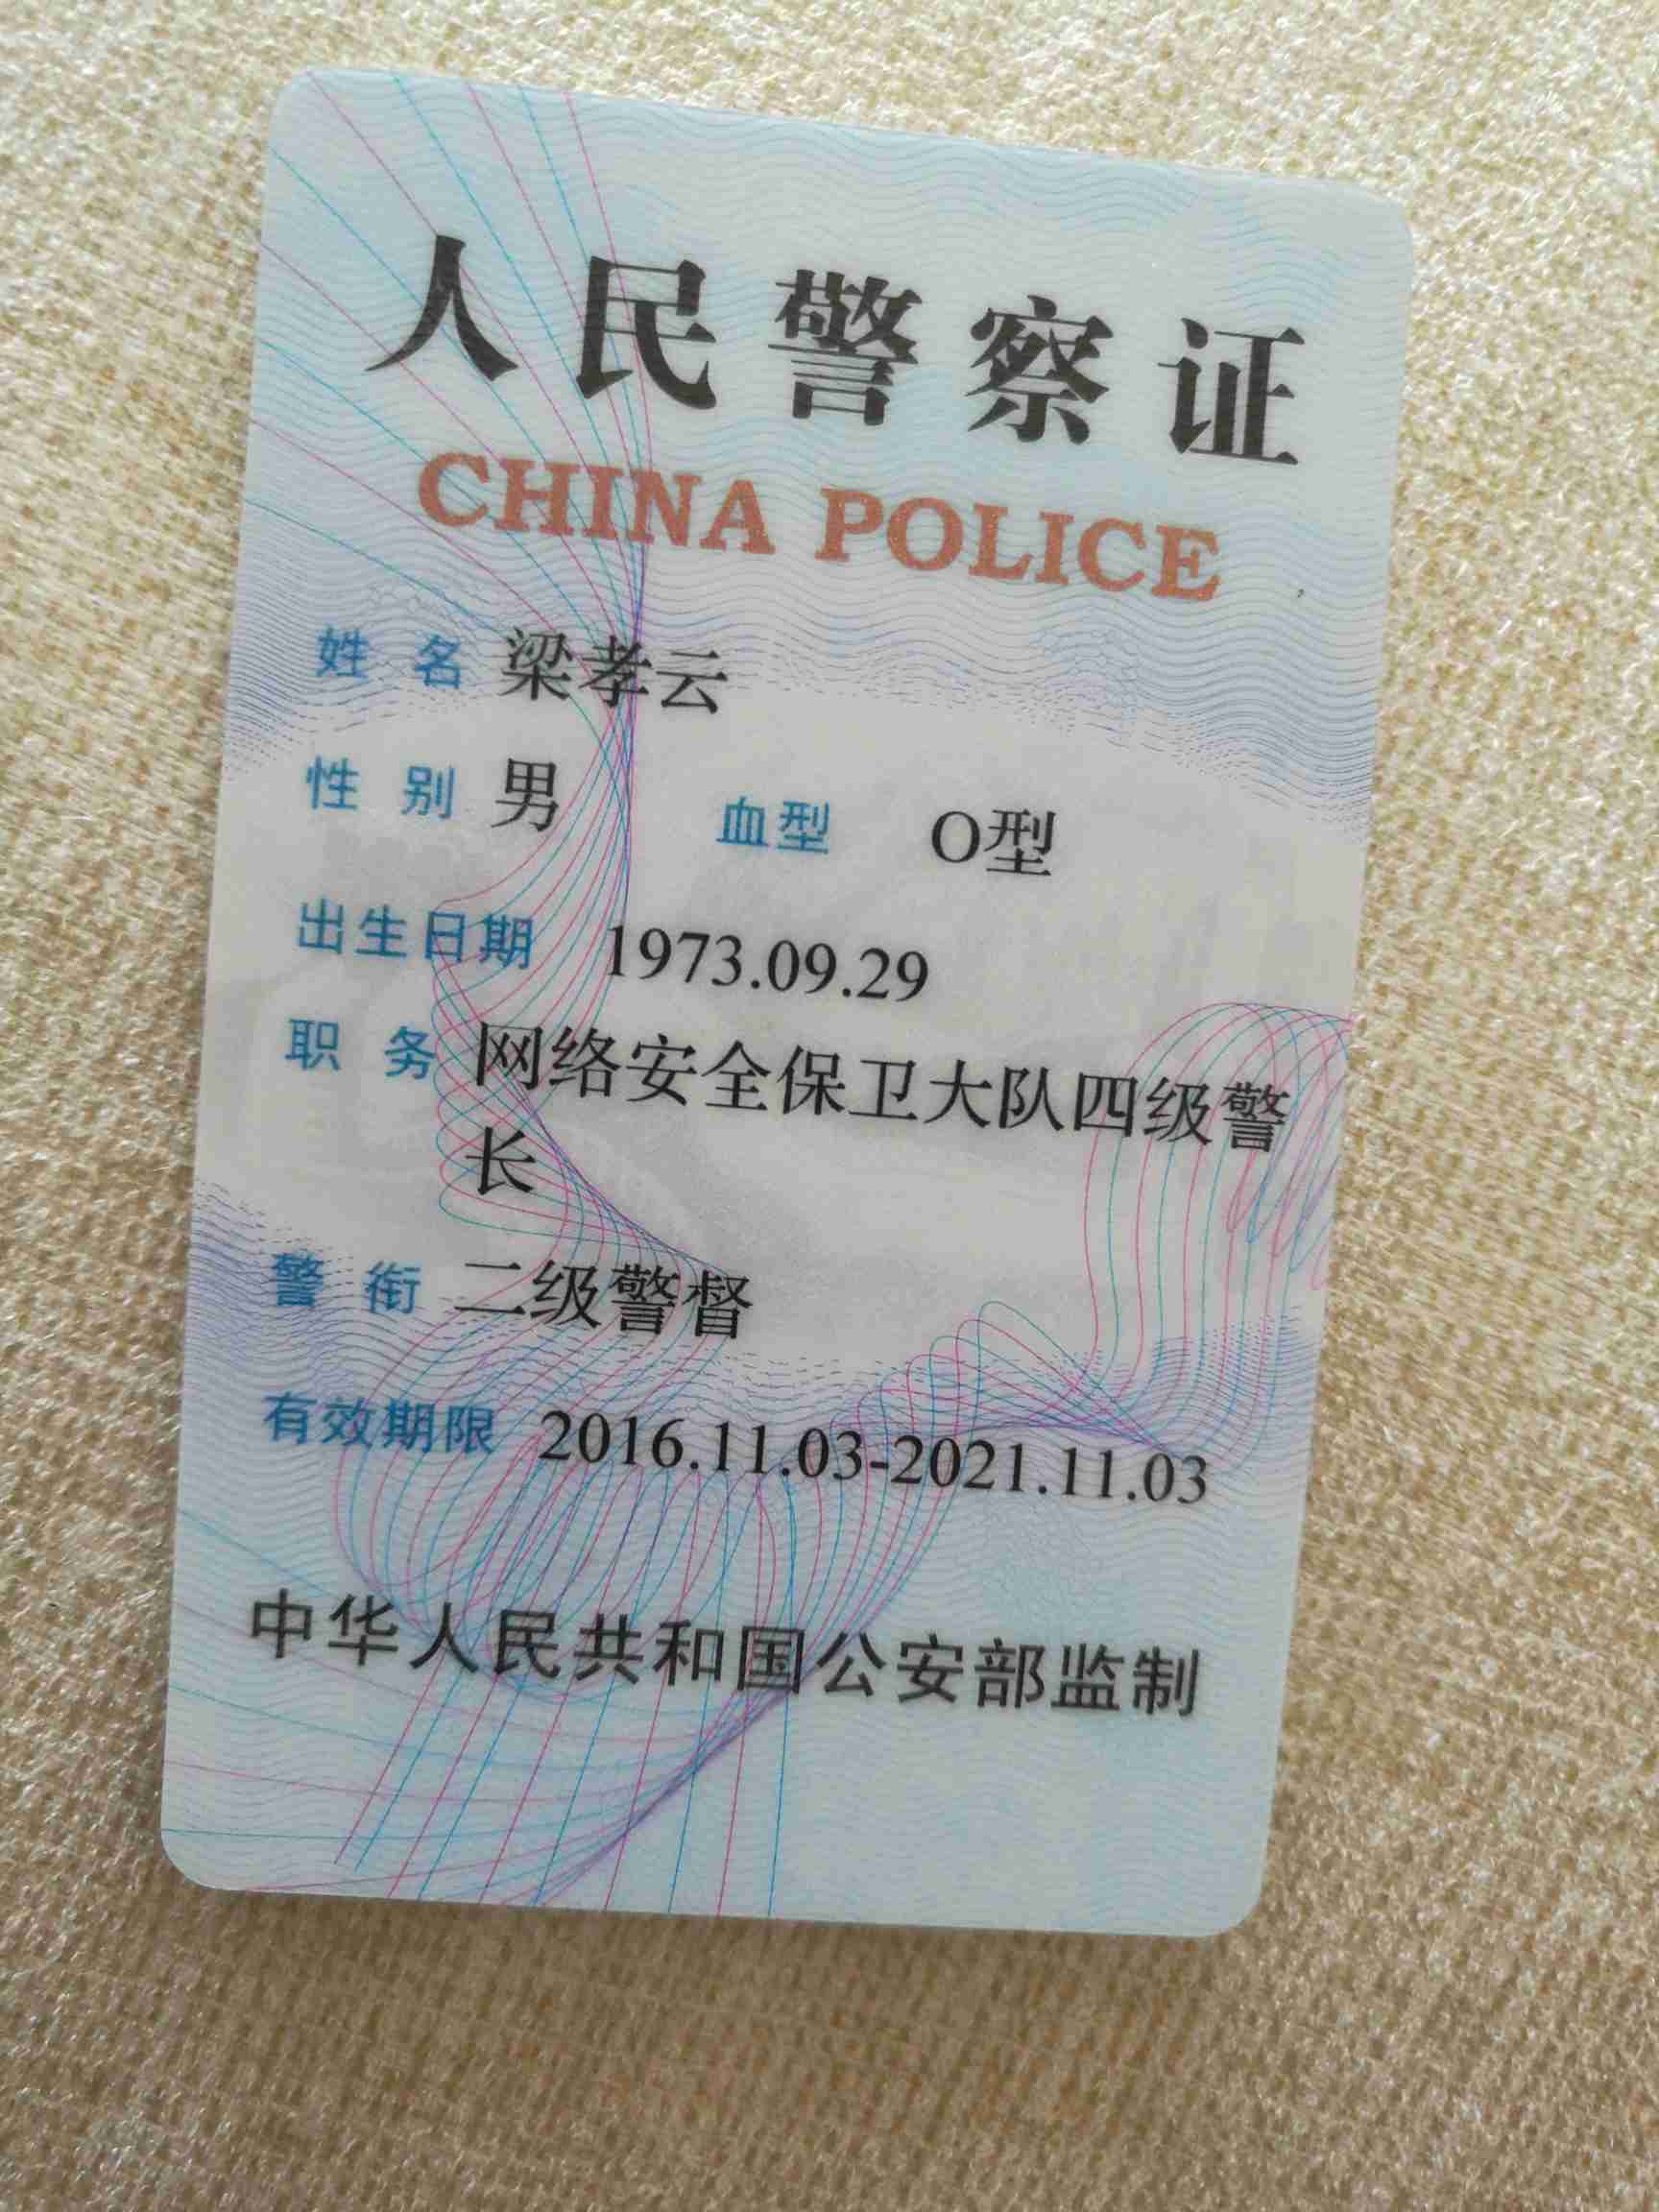 人民警察证
CHINA POLICE
姓 名 梁孝云
性 别 男 血型 O型
出生日期 1973.09.29
职 务 网络安全保卫大队四级警
长
警 衔 二级警督
有效期限 2016.11.03-2021.11.03
中华人民共和国公安部监制